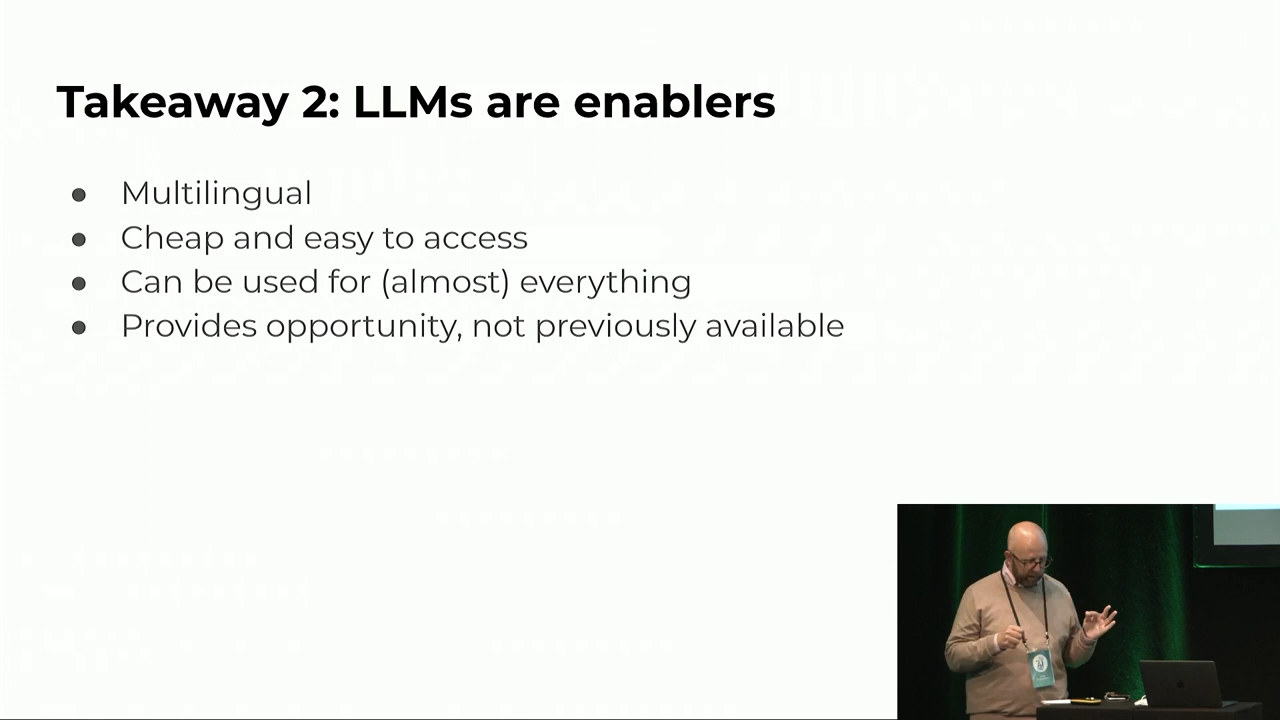 Takeaway 2: LLMs are enablers
● Multilingual
● Cheap and easy to access
● Can be used for (almost) everything
● Provides opportunity, not previously available